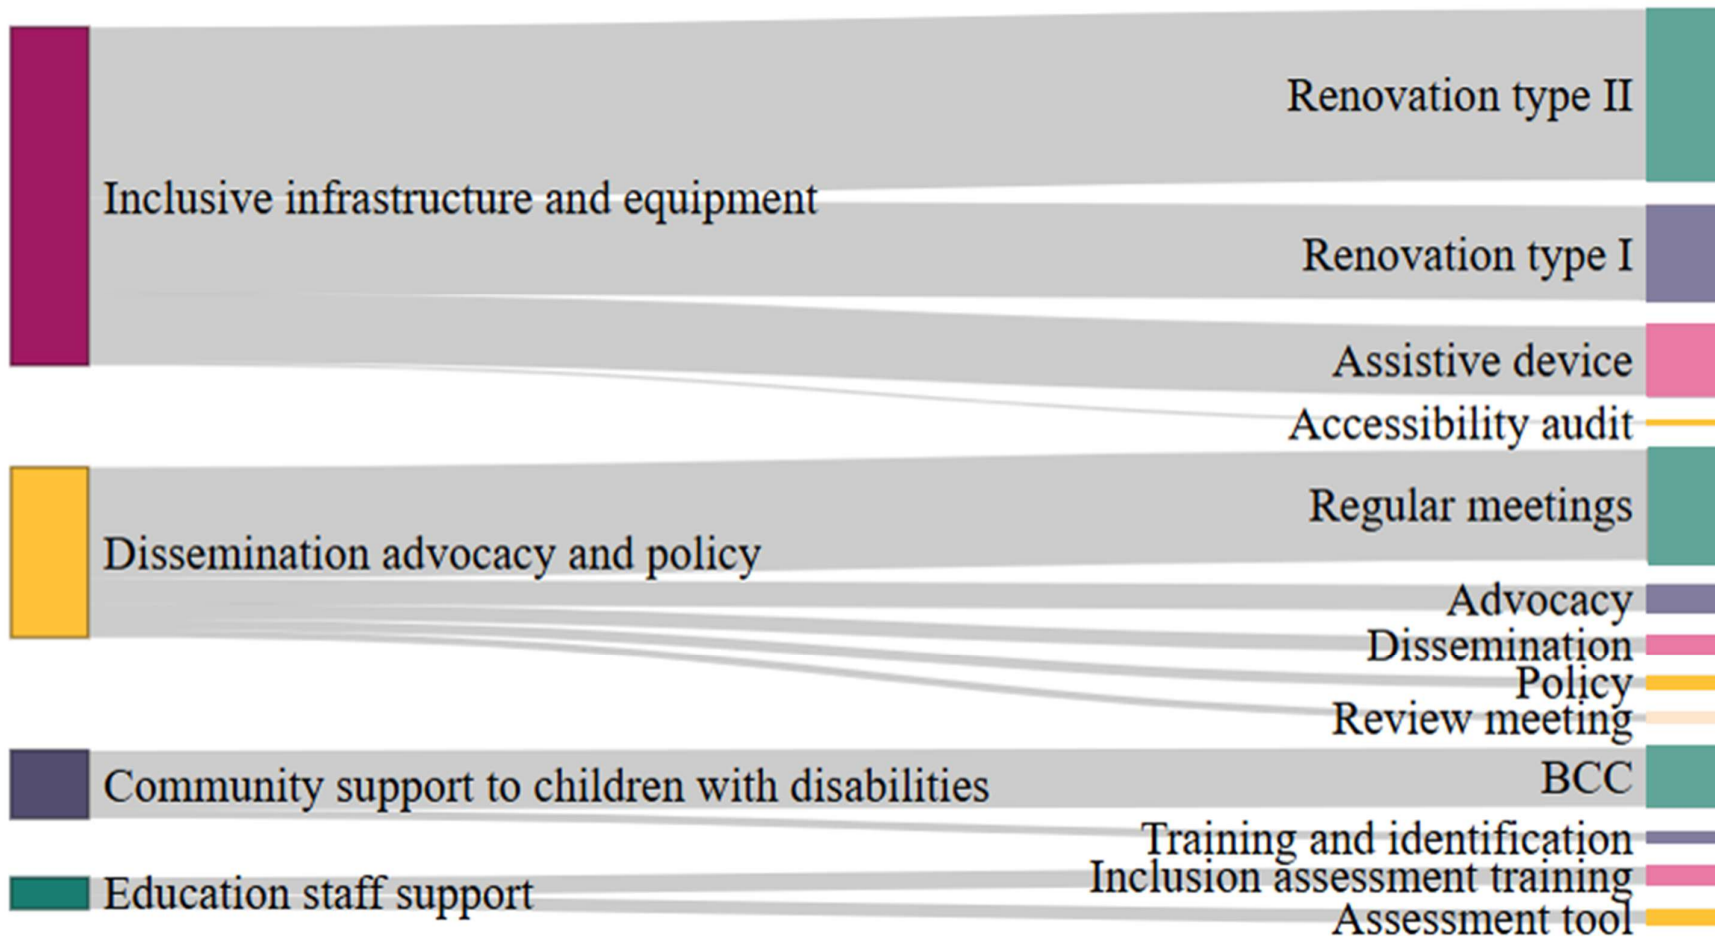 Renovation type II
Inclusive infrastructure and equipment
Renovation type I
Assistive device
Accessibility audit
Regular meetings
Dissemination advocacy and policy
Advocacy
Dissemination
Policy
Review meeting
Community support to children with disabilities
BCC
Training and identification
Inclusion assessment training
Education staff support
Assessment tool